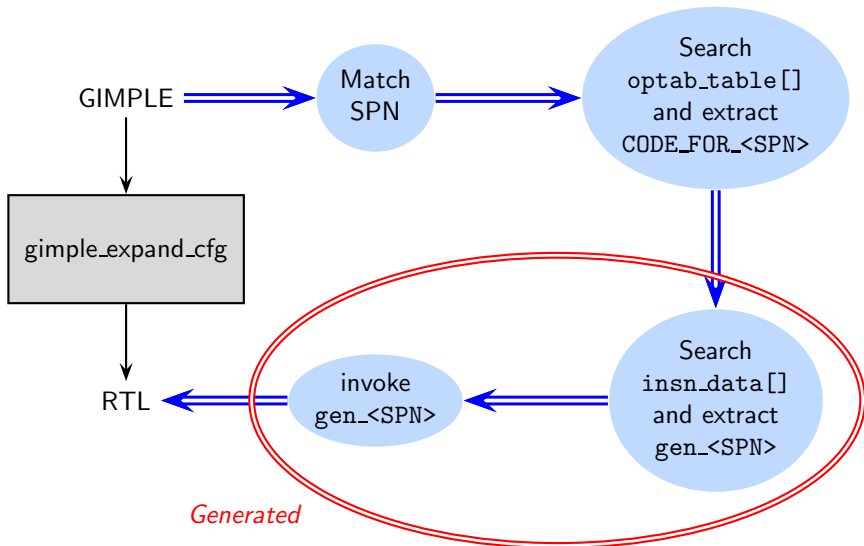 GIMPLE
Match
SPN
Search
optab_table[]
and extract
CODE_FOR_<SPN>
gimple_expand_cfg
RTL
invoke
gen_<SPN>
Search
insn_data[]
and extract
gen_<SPN>
Generated